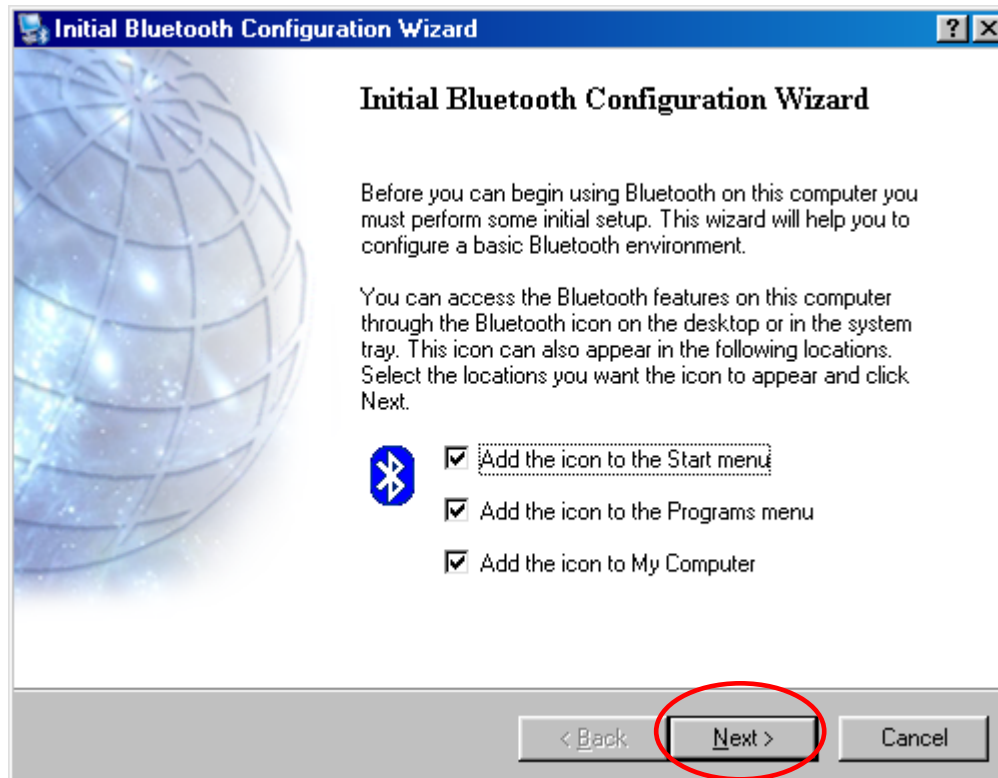 Initial Bluetooth Configuration Wizard
Initial Bluetooth Configuration Wizard
Before you can begin using Bluetooth on this computer you
must perform some initial setup. This wizard will help you to
configure a basic Bluetooth environment.
You can access the Bluetooth features on this computer
through the Bluetooth icon on the desktop or in the system
tray. This icon can also appear in the following locations.
Select the locations you want the icon to appear and click
Next.
Add the icon to the Start menu
Add the icon to the Programs menu
Add the icon to My Computer
< Back
Next >
Cancel